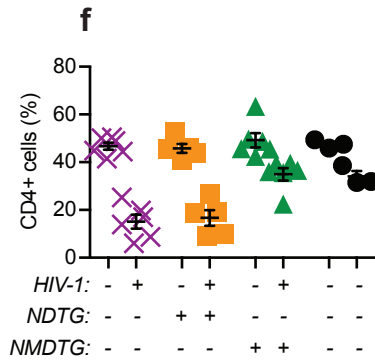 f
80
60
40
20
0
CD4+ cells (%)
HIV-1: - + - + - + - -
NDTG: - - + + - - - -
NMDTG: - - - - + + - -